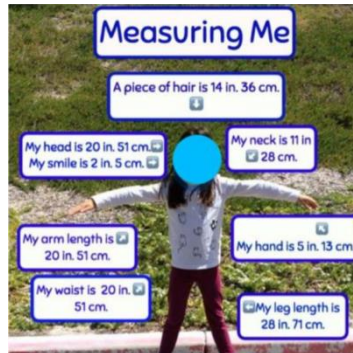 Measuring Me
A piece of hair is 14 in. 36 cm.
⬇️
My head is 20 in. 51 cm.➡️
My smile is 2 in. 5 cm.➡️
My neck is 11 in
↙️ 28 cm.
My arm length is ↗️
20 in. 51 cm.
↖️
My hand is 5 in. 13 cm
My waist is 20 in. ↗️
51 cm.
⬅️My leg length is
28 in. 71 cm.